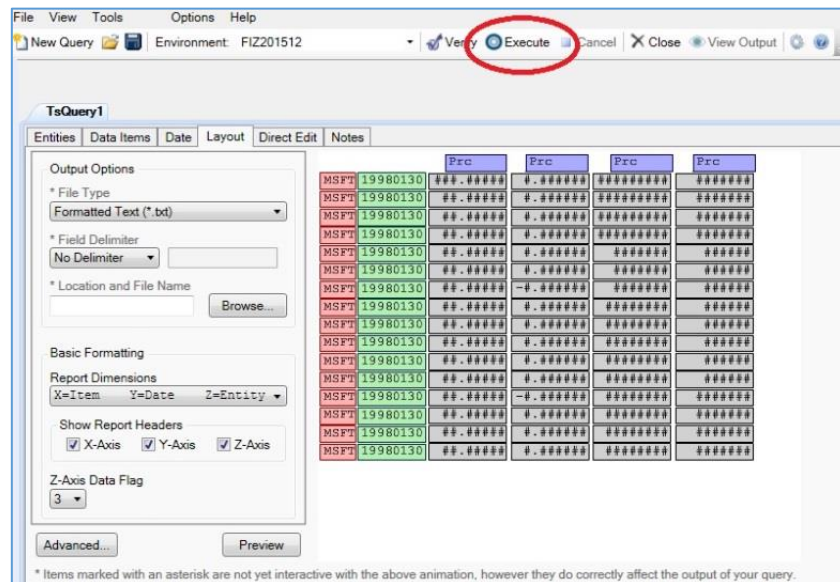 File View Tools Options Help
New Query Environment: FIZ201512 Verify Execute Cancel Close View Output
TsQuery1
Entities Data Items Date Layout Direct Edit Notes
Output Options
* File Type
Formatted Text (*.txt)
* Field Delimiter
No Delimiter
* Location and File Name
Browse...
Basic Formatting
Report Dimensions
X=Item Y=Date Z=Entity
Show Report Headers
X-Axis Y-Axis Z-Axis
Z-Axis Data Flag
3
Advanced... Preview
Prc Prc Prc Prc
MSFT 19980130 ###.##### #.###### ######### #######
MSFT 19980130 ##.##### #.###### ######## ######
MSFT 19980130 ##.##### #.###### ######### ######
MSFT 19980130 ##.##### #.###### ######### ######
MSFT 19980130 ##.##### #.###### ####### ######
MSFT 19980130 ##.##### #.###### ####### ######
MSFT 19980130 ##.##### -#.###### ####### ######
MSFT 19980130 ##.##### #.###### ######## ######
MSFT 19980130 ##.##### #.###### ######## ######
MSFT 19980130 ##.##### #.###### ######## ######
MSFT 19980130 ##.##### #.###### ####### ######
MSFT 19980130 ##.##### #.###### ####### ######
MSFT 19980130 ##.##### -#.###### ######## #######
MSFT 19980130 ##.##### #.###### ######## ######
MSFT 19980130 ##.##### #.###### ######## #######
MSFT 19980130 ##.##### #.###### ######## #######
* Items marked with an asterisk are not yet interactive with the above animation, however they do correctly affect the output of your query.